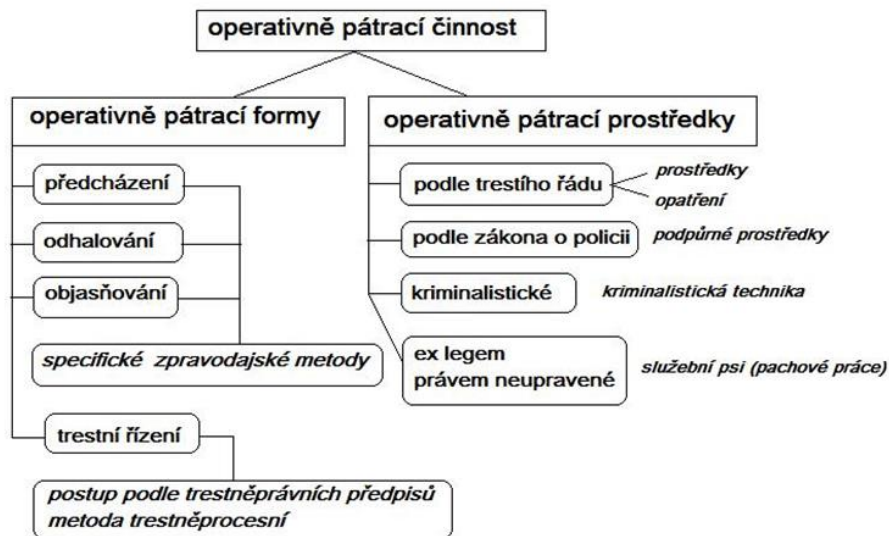 operativně pátrací činnost
operativně pátrací formy
předcházení
odhalování
objasňování
specifické zpravodajské metody
trestní řízení
postup podle trestněprávních předpisů
metoda trestněprocesní
operativně pátrací prostředky
podle trestího řádu
prostředky
opatření
podle zákona o policii
podpůrné prostředky
kriminalistické
kriminalistická technika
ex legem
právem neupravené
služební psi (pachové práce)